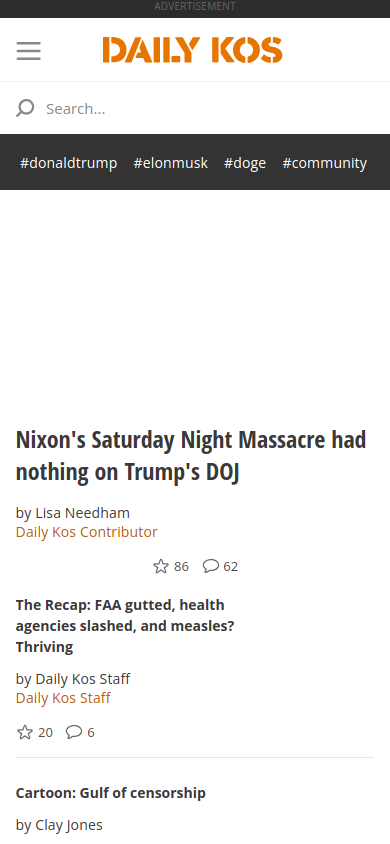 ADVERTISEMENT
DAILY KOS
Search...
#donaldtrump #elonmusk #doge #community
Nixon's Saturday Night Massacre had
nothing on Trump's DOJ
by Lisa Needham
Daily Kos Contributor
86 62
The Recap: FAA gutted, health
agencies slashed, and measles?
Thriving
by Daily Kos Staff
Daily Kos Staff
20 6
Cartoon: Gulf of censorship
by Clay Jones